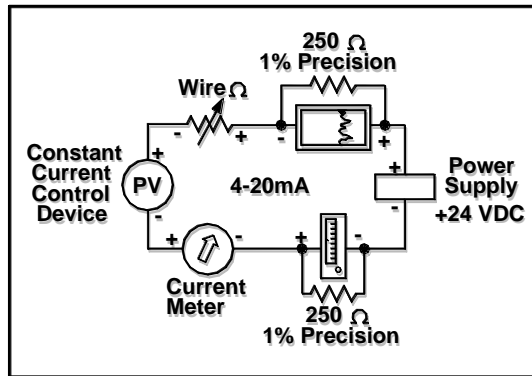 250 Ω
1% Precision
Wire Ω
- + - +
Constant
Current
Control
Device
+
PV
-
4-20mA
+
-
Power
Supply
+24 VDC
+ - + -
Current
Meter
250 Ω
1% Precision